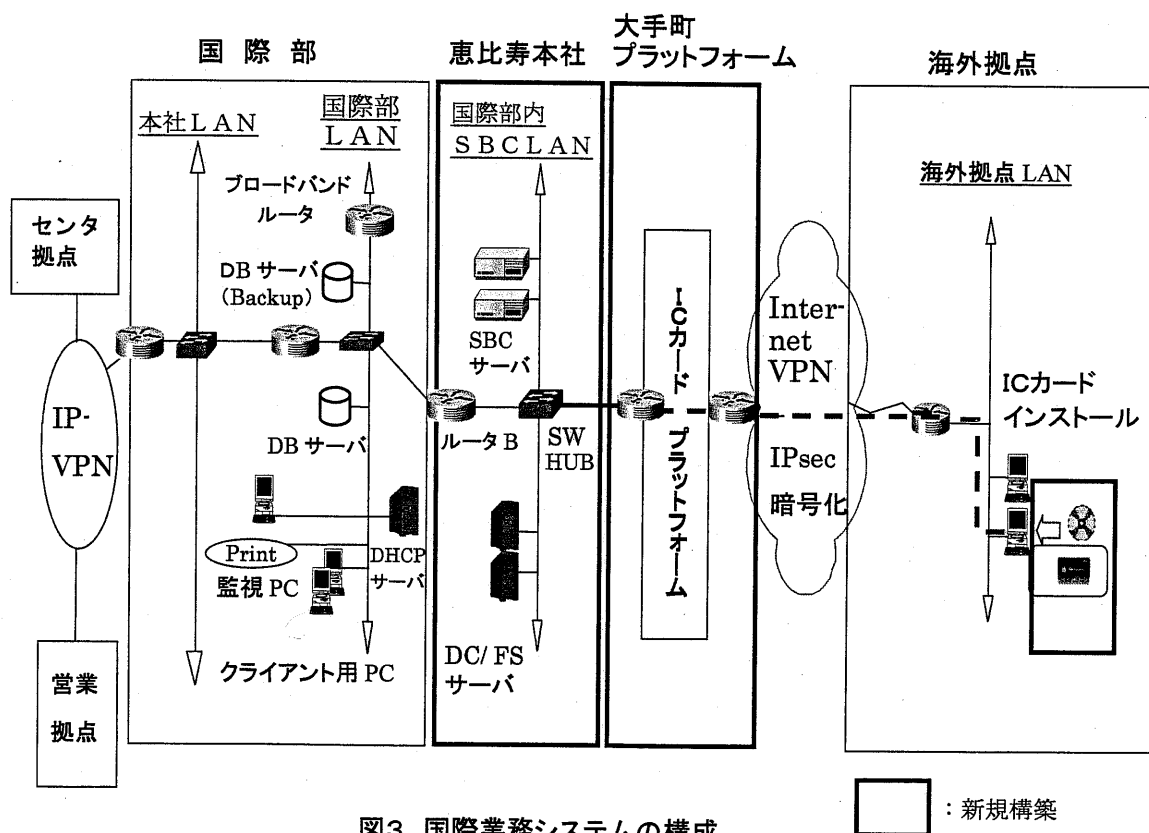 国際部
恵比寿本社
大手町
プラットフォーム
海外拠点
本社LAN
国際部
LAN
国際部内
SBCLAN
海外拠点 LAN
ブロードバンド
ルータ
センタ
拠点
DB サーバ
(Backup)
SBC
サーバ
ICカード プラットフォーム
Inter-
net
VPN
ICカード
インストール
IP-
VPN
DB サーバ
ルータ B
SW
HUB
IPsec
暗号化
Print
監視 PC
DHCP
サーバ
クライアント用 PC
DC/ FS
サーバ
営業
拠点
:新規構築
図3 国際業務システムの構成